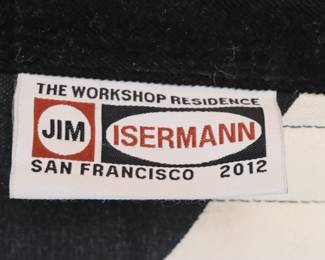 THE WORKSHOP RESIDENCE
JIM ISERMANN
SAN FRANCISCO 2012